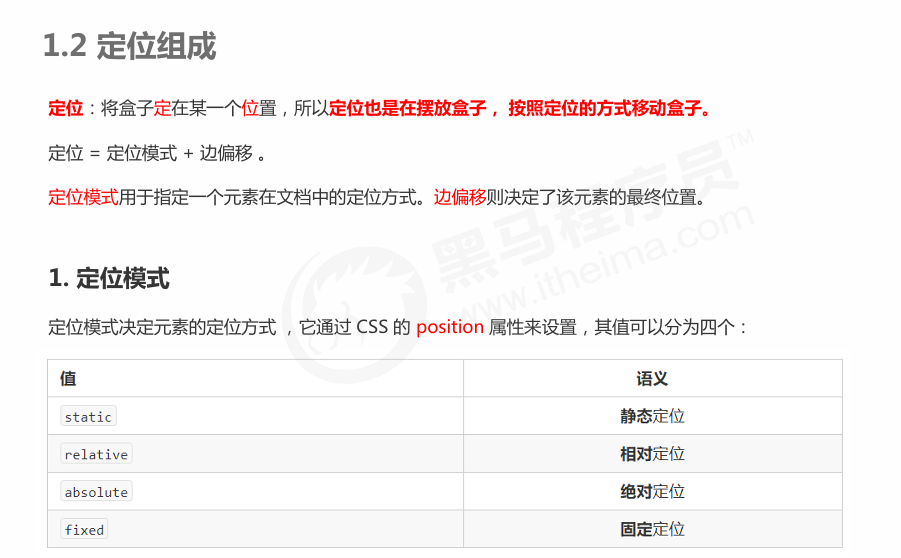 1.2 定位组成
定位：将盒子定在某一个位置，所以定位也是在摆放盒子， 按照定位的方式移动盒子。
定位 = 定位模式 + 边偏移 。
定位模式用于指定一个元素在文档中的定位方式。边偏移则决定了该元素的最终位置。
黑马程序员™
www.itheima.com
1. 定位模式
定位模式决定元素的定位方式 ，它通过 CSS 的 position 属性来设置，其值可以分为四个：
值 语义
static 静态定位
relative 相对定位
absolute 绝对定位
fixed 固定定位